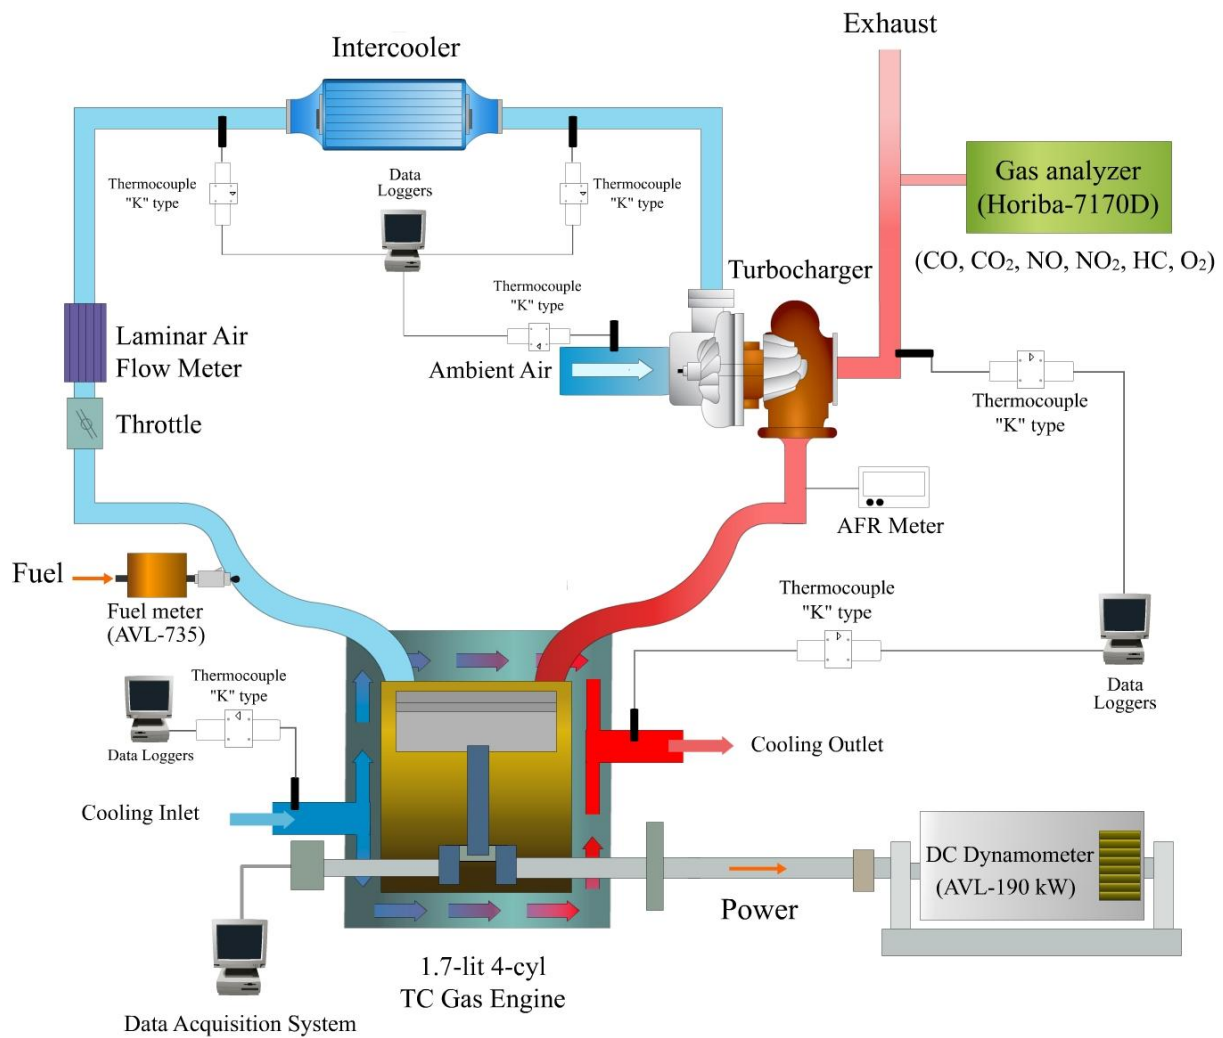 Exhaust
Intercooler
Gas analyzer
(Horiba-7170D)
Thermocouple
"K" type
Data
Loggers
Thermocouple
"K" type
(CO, CO₂, NO, NO₂, HC, O₂)
Turbocharger
Thermocouple
"K" type
Laminar Air
Flow Meter
Ambient Air
Thermocouple
"K" type
Throttle
AFR Meter
Fuel
Fuel meter
(AVL-735)
Thermocouple
"K" type
Thermocouple
"K" type
Data
Loggers
Data Loggers
Cooling Outlet
Cooling Inlet
DC Dynamometer
(AVL-190 kW)
Power
1.7-lit 4-cyl
TC Gas Engine
Data Acquisition System